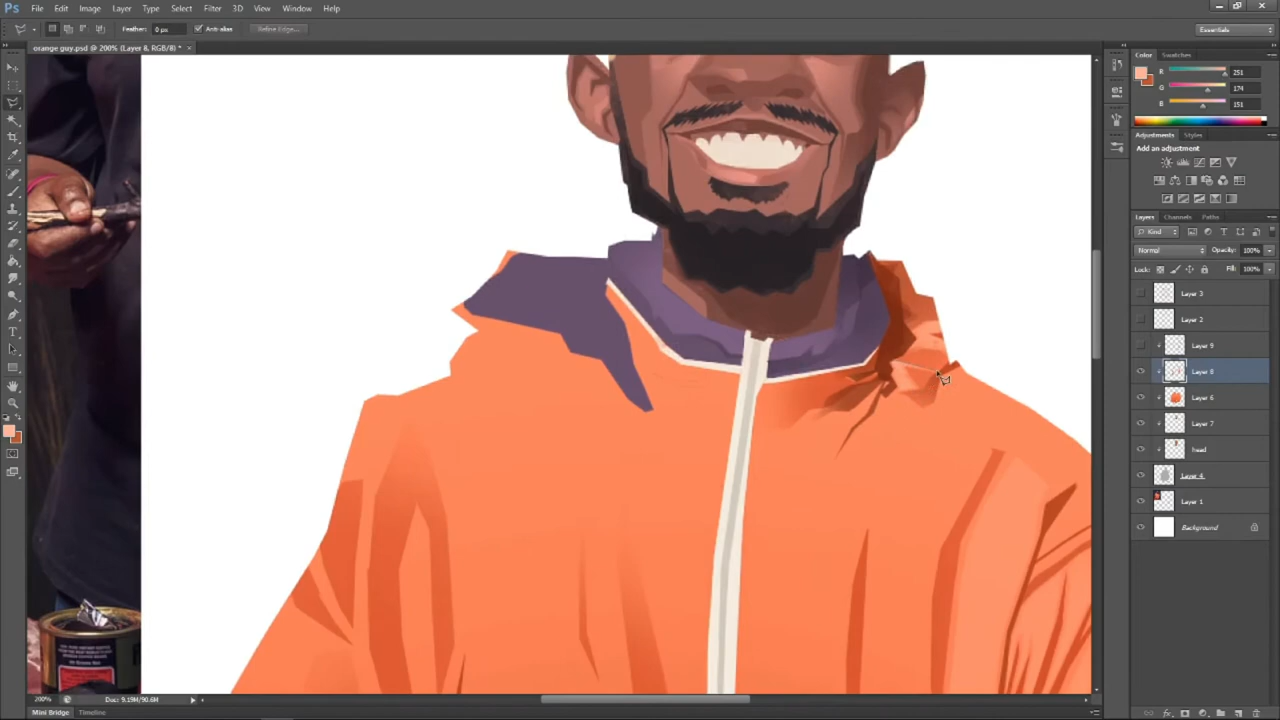 Ps File Edit Image Layer Type Select Filter 3D View Window Help
Feather: 0 px Anti-alias Refine Edge... Essentials
orange guy.psd @ 200% (Layer 8, RGB/8) * ×
Color Swatches
R 251
G 174
B 151
Adjustments Styles
Add an adjustment
Layers Channels Paths
Kind
Normal Opacity: 100%
Lock: Fill: 100%
Layer 3
Layer 2
Layer 9
Layer 8
Layer 6
Layer 7
head
Layer 4
Layer 1
Background
200% Doc: 9.19M/90.6M
Mini Bridge Timeline